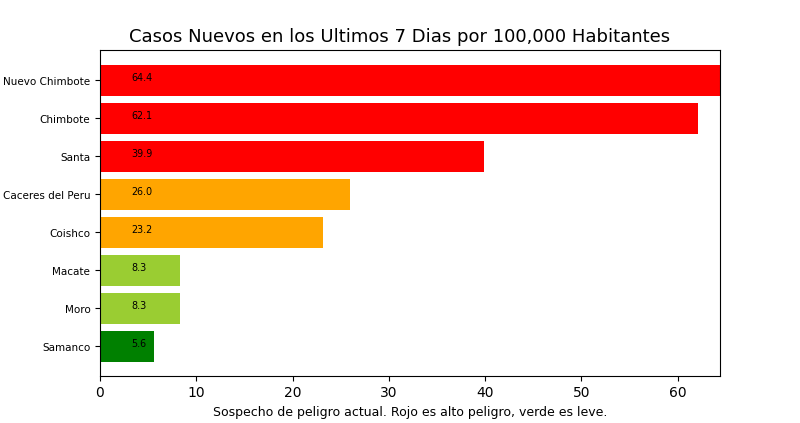 Casos Nuevos en los Ultimos 7 Dias por 100,000 Habitantes
Nuevo Chimbote 64.4
Chimbote 62.1
Santa 39.9
Caceres del Peru 26.0
Coishco 23.2
Macate 8.3
Moro 8.3
Samanco 5.6
0 10 20 30 40 50 60
Sospecho de peligro actual. Rojo es alto peligro, verde es leve.